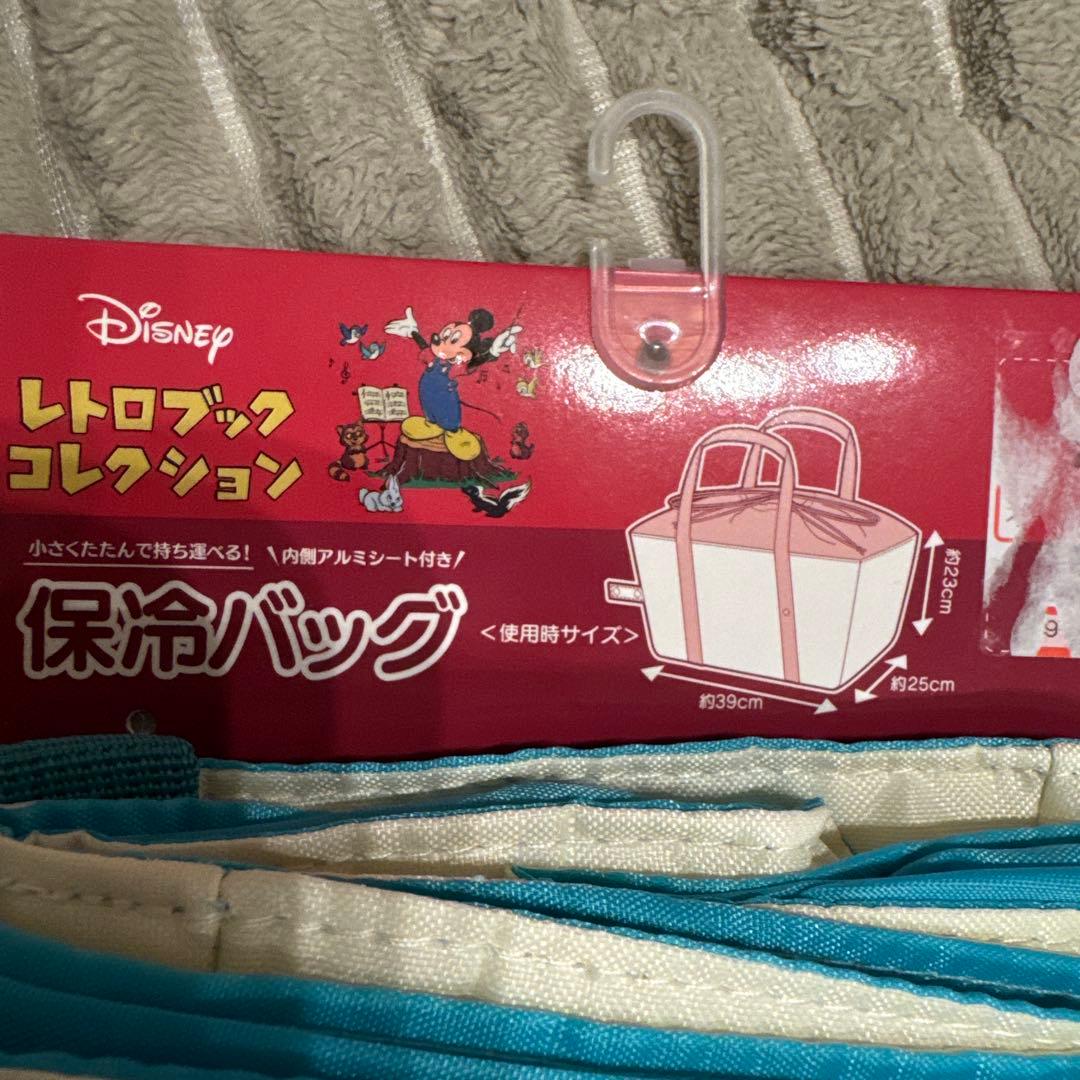 Disney
レトロブック
コレクション
小さくたたんで持ち運べる!
\内側アルミシート付き/
保冷バッグ
<使用時サイズ>
約23cm
約25cm
約39cm